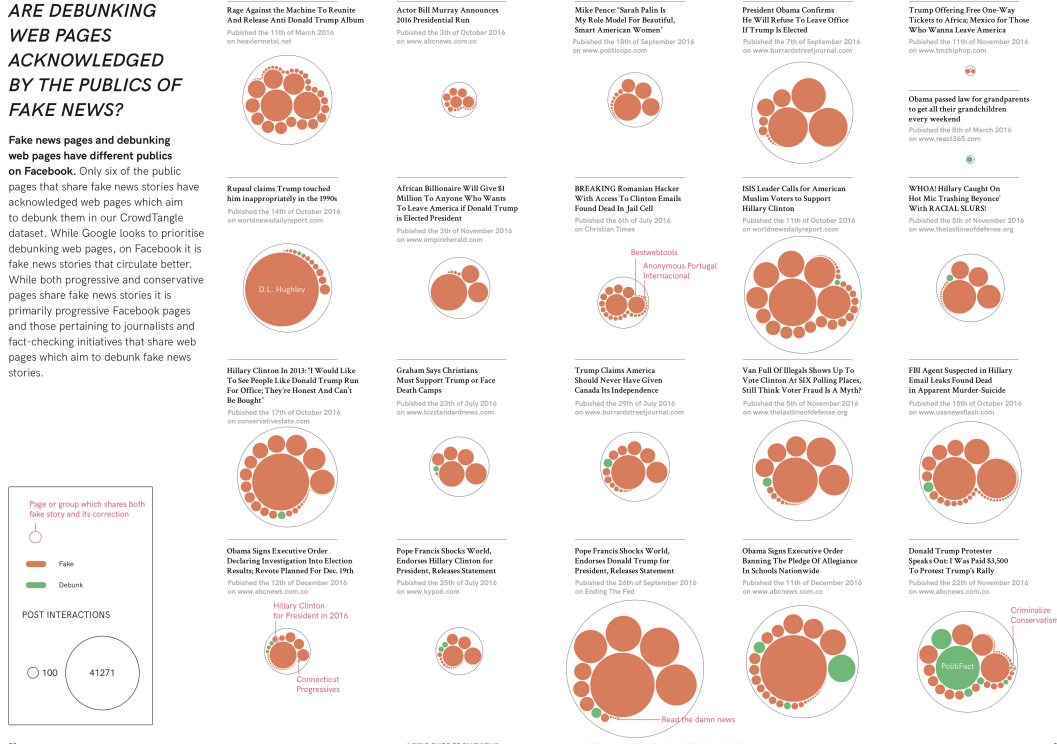 ARE DEBUNKING
WEB PAGES
ACKNOWLEDGED
BY THE PUBLICS OF
FAKE NEWS?
Fake news pages and debunking
web pages have different publics
on Facebook. Only six of the public
pages that share fake news stories have
acknowledged web pages which aim
to debunk them in our CrowdTangle
dataset. While Google looks to prioritise
debunking web pages, on Facebook it is
fake news stories that circulate better.
While both progressive and conservative
pages share fake news stories it is
primarily progressive Facebook pages
and those pertaining to journalists and
fact-checking initiatives that share web
pages which aim to debunk fake news
stories.
Page or group which shares both
fake story and its correction
Fake
Debunk
POST INTERACTIONS
100
41271
Rage Against the Machine To Reunite
And Release Anti Donald Trump Album
Pubished the 11th of March 2016
on heaviermetal.net
Actor Bill Murray Announces
2016 Presidential Run
Pubished the 3th of October 2016
on www.abcnews.com.co
Mike Pence: "Sarah Palin Is
My Role Model For Beautiful,
Smart American Women"
Pubished the 18th of September 2016
on www.politicops.com
President Obama Confirms
He Will Refuse To Leave Office
If Trump Is Elected
Pubished the 7th of September 2016
on www.burrardstreetjournal.com
Trump Offering Free One-Way
Tickets to Africa; Mexico for Those
Who Wanna Leave America
Pubished the 11th of November 2016
on www.tmzhiphop.com
Obama passed law for grandparents
to get all their grandchildren
every weekend
Pubished the 8th of March 2016
on www.react365.com
Rupaul claims Trump touched
him inappropriately in the 1990s
Pubished the 14th of October 2016
on worldnewsdailyreport.com
D.L. Hughley
African Billionaire Will Give $1
Million To Anyone Who Wants
To Leave America if Donald Trump
is Elected President
Pubished the 3th of November 2016
on www.empireherald.com
BREAKING Romanian Hacker
With Access To Clinton Emails
Found Dead In Jail Cell
Pubished the 6th of July 2016
on Christian Times
Bestwebtools
Anonymous Portugal
Internacional
ISIS Leader Calls for American
Muslim Voters to Support
Hillary Clinton
Pubished the 11th of October 2016
on worldnewsdailyreport.com
WHOA! Hillary Caught On
Hot Mic Trashing Beyonce'
With RACIAL SLURS!
Pubished the 5th of November 2016
on www.thelastlineofdefense.org
Hillary Clinton In 2013: "I Would Like
To See People Like Donald Trump Run
For Office; They're Honest And Can't
Be Bought"
Pubished the 17th of October 2016
on conservativestate.com
Graham Says Christians
Must Support Trump or Face
Death Camps
Pubished the 23th of July 2016
on www.bizstandardnews.com
Trump Claims America
Should Never Have Given
Canada Its Independence
Pubished the 29th of July 2016
on www.burrardstreetjournal.com
Van Full Of Illegals Shows Up To
Vote Clinton At SIX Polling Places,
Still Think Voter Fraud Is A Myth?
Pubished the 5th of November 2016
on www.thelastlineofdefense.org
FBI Agent Suspected in Hillary
Email Leaks Found Dead
in Apparent Murder-Suicide
Pubished the 15th of October 2016
on www.usanewsflash.com
Obama Signs Executive Order
Declaring Investigation Into Election
Results; Revote Planned For Dec. 19th
Pubished the 12th of December 2016
on www.abcnews.com.co
Hillary Clinton
for President in 2016
Connecticut
Progressives
Pope Francis Shocks World,
Endorses Hillary Clinton for
President, Releases Statement
Pubished the 25th of July 2016
on www.kypo6.com
Pope Francis Shocks World,
Endorses Donald Trump for
President, Releases Statement
Pubished the 26th of September 2016
on Ending The Fed
Read the damn news
Obama Signs Executive Order
Banning The Pledge Of Allegiance
In Schools Nationwide
Pubished the 11th of December 2016
on www.abcnews.com.co
Donald Trump Protester
Speaks Out: I Was Paid $3,500
To Protest Trump's Rally
Pubished the 22th of November 2016
on www.abcnews.com.co
Criminalize
Conservatism
PolitiFact